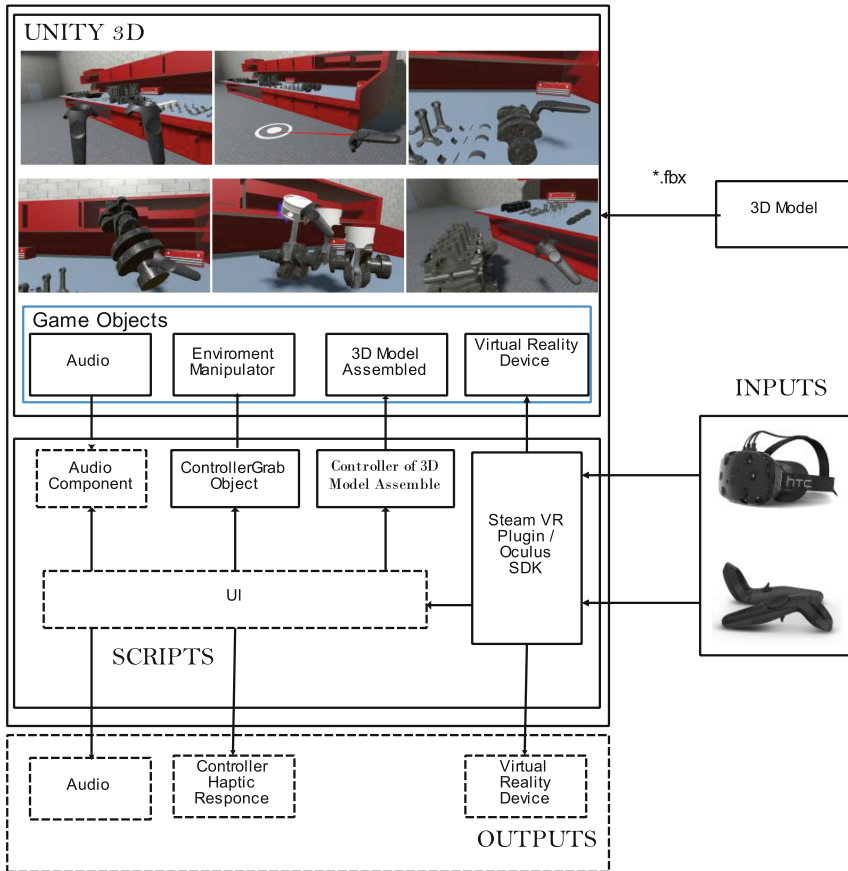 UNITY 3D
*.fbx
3D Model
Game Objects
Audio
Enviroment
Manipulator
3D Model
Assembled
Virtual Reality
Device
INPUTS
hTC
Audio
Component
ControllerGrab
Object
Controller of 3D
Model Assemble
Steam VR
Plugin /
Oculus
SDK
UI
SCRIPTS
Audio
Controller
Haptic
Responce
Virtual
Reality
Device
OUTPUTS